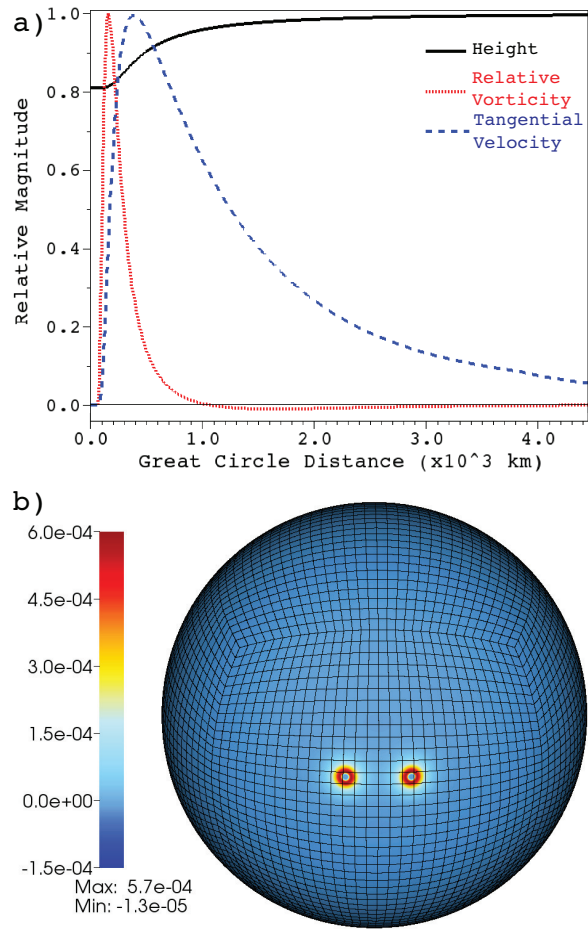 a)
1.0
0.8
0.6
0.4
0.2
0.0
Relative Magnitude
Height
Relative
Vorticity
Tangential
Velocity
0.0 1.0 2.0 3.0 4.0
Great Circle Distance (x10^3 km)
b)
6.0e-04
4.5e-04
3.0e-04
1.5e-04
0.0e+00
-1.5e-04
Max: 5.7e-04
Min: -1.3e-05